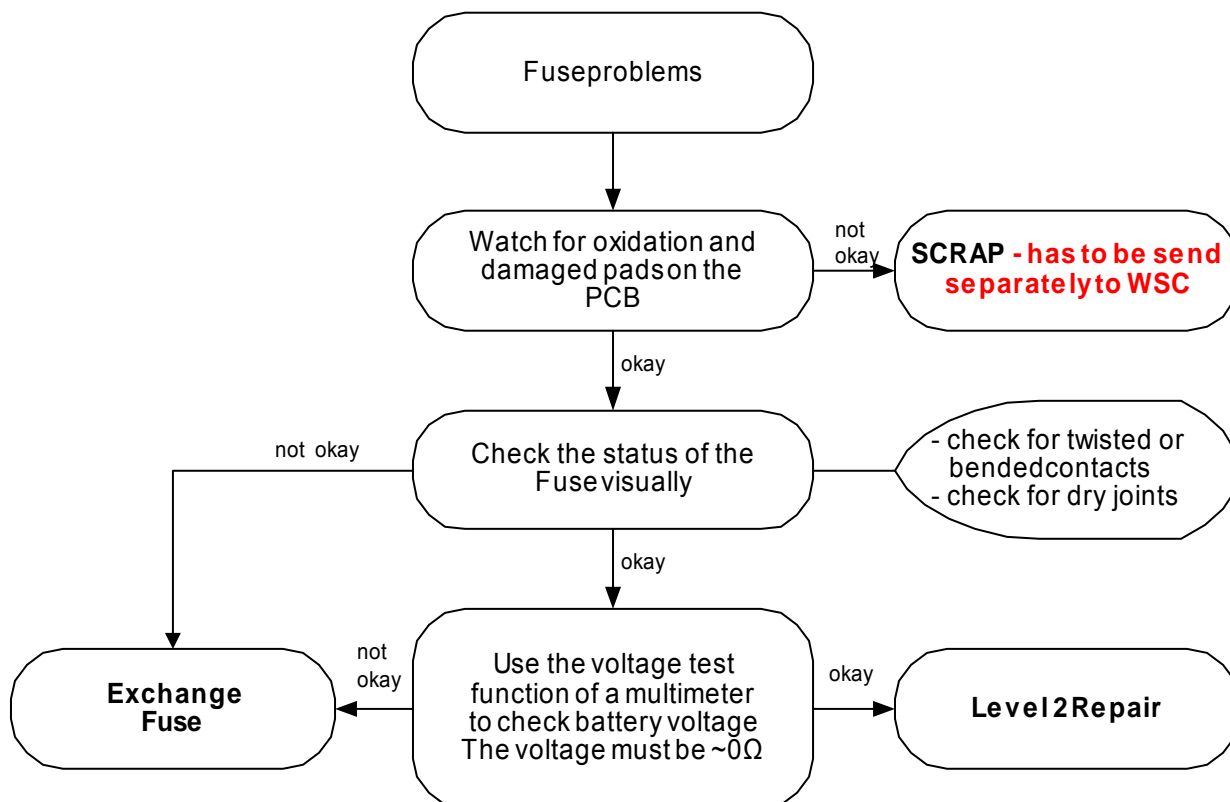 Fuseproblems
Watch for oxidation and
damaged pads on the
PCB
not
okay
SCRAP - has to be send
separately to WSC
okay
not okay
Check the status of the
Fuse visually
- check for twisted or
bendedcontacts
- check for dry joints
okay
Exchange
Fuse
not
okay
Use the voltage test
function of a multimeter
to check battery voltage
The voltage must be ~0Ω
okay
Level 2 Repair